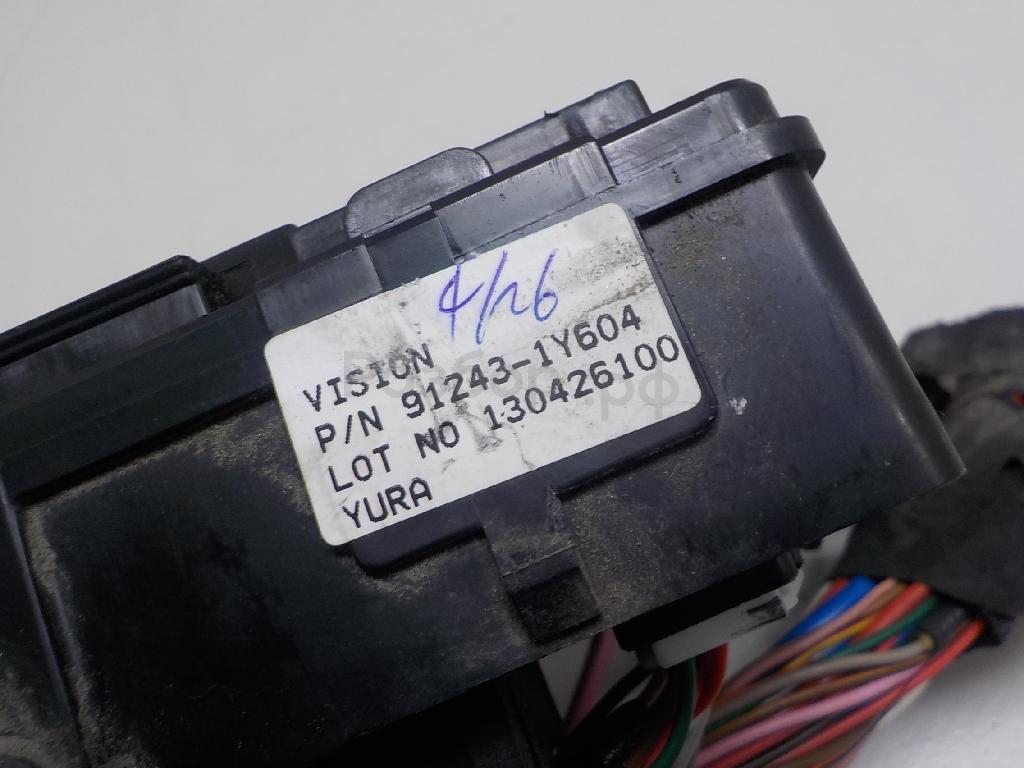 4/26
VISION
P/N 91243-1Y604
LOT NO 130426100
YURA